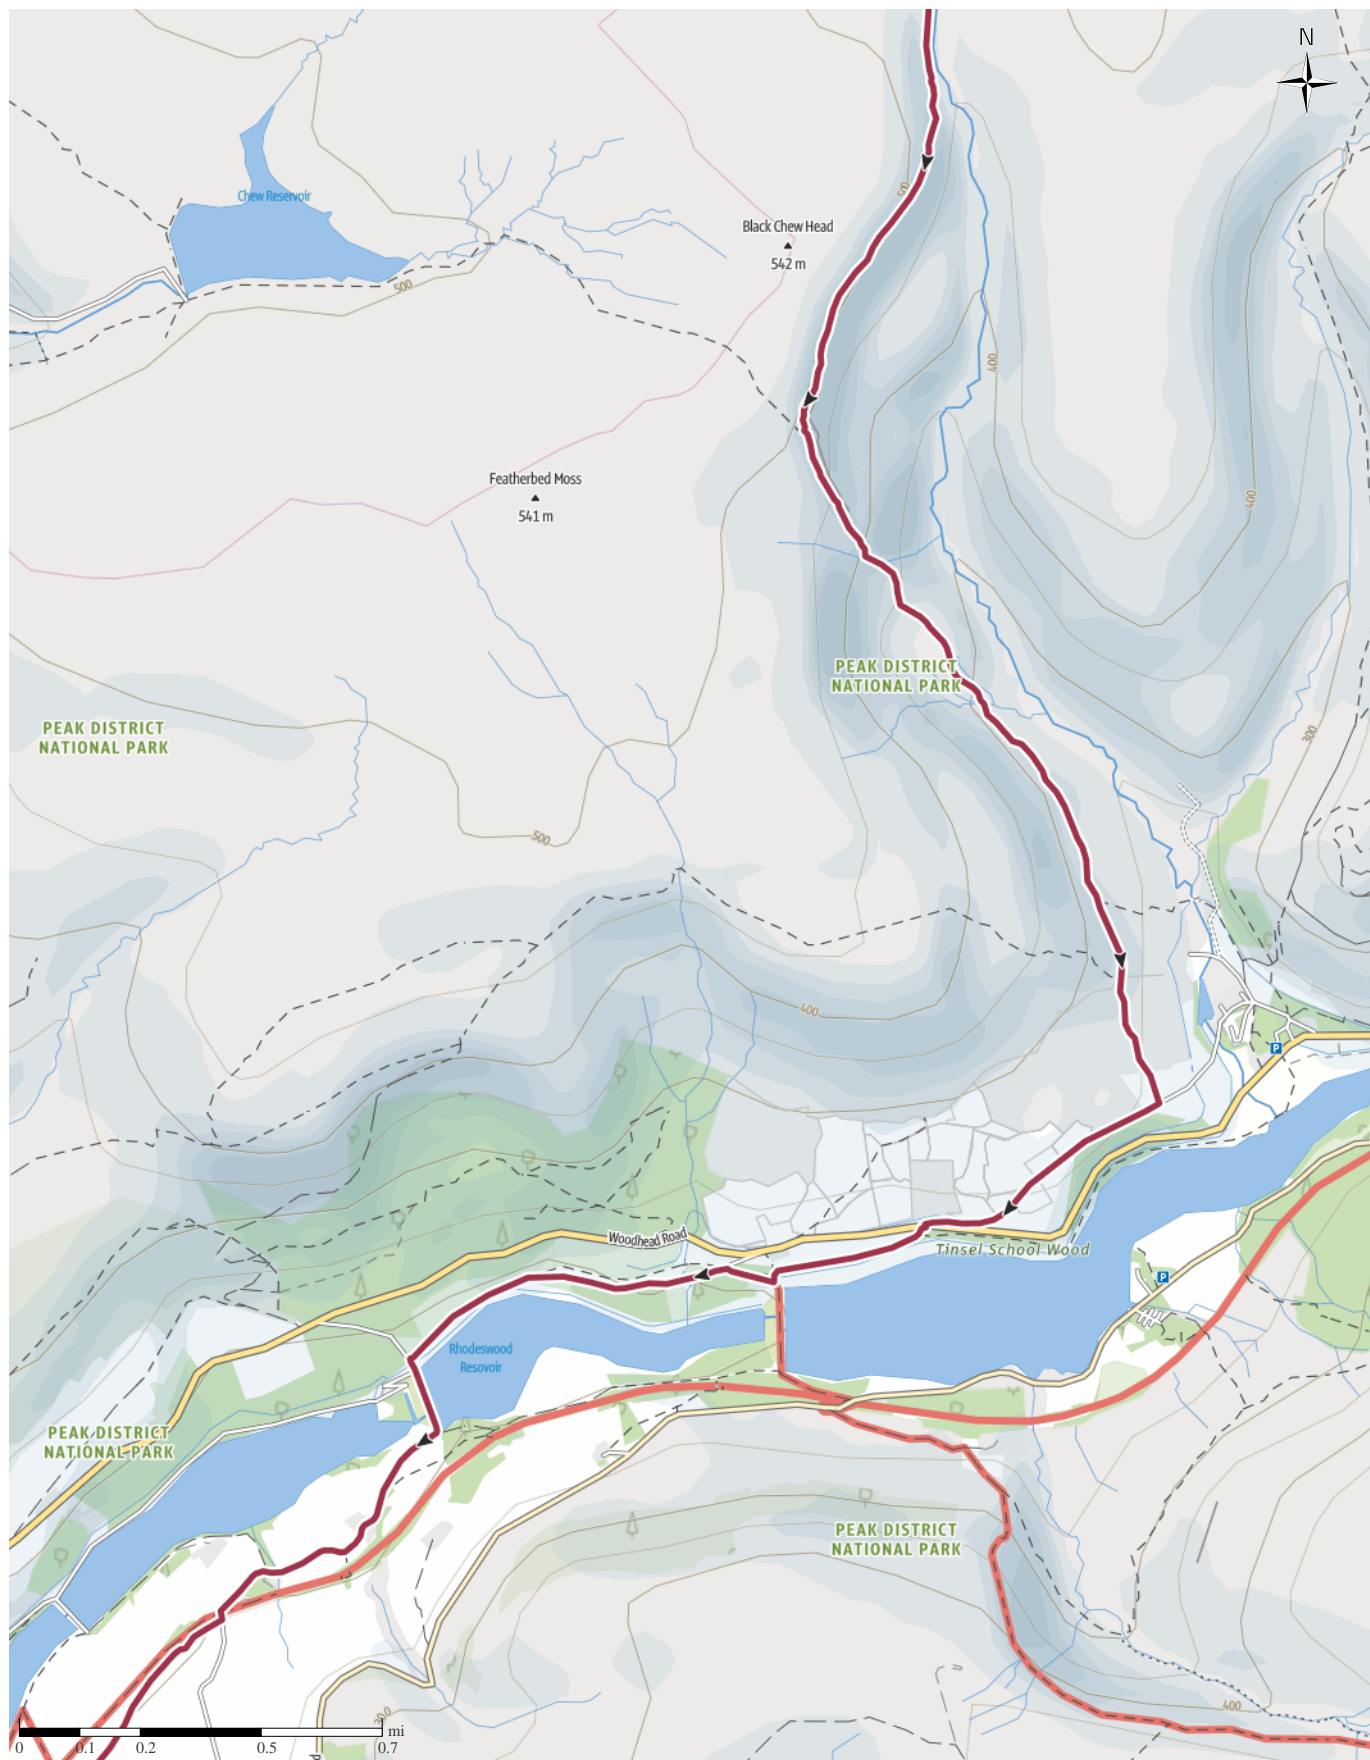 N
500
Chew Reservoir
Black Chew Head
542 m
500
400
Featherbed Moss
541 m
400
PEAK DISTRICT
NATIONAL PARK
PEAK DISTRICT
NATIONAL PARK
300
500
400
P
Woodhead Road
Tinsel School Wood
P
Rhodeswood
Resovoir
PEAK DISTRICT
NATIONAL PARK
PEAK DISTRICT
NATIONAL PARK
400
300
mi
0 0.1 0.2 0.5 0.7
P